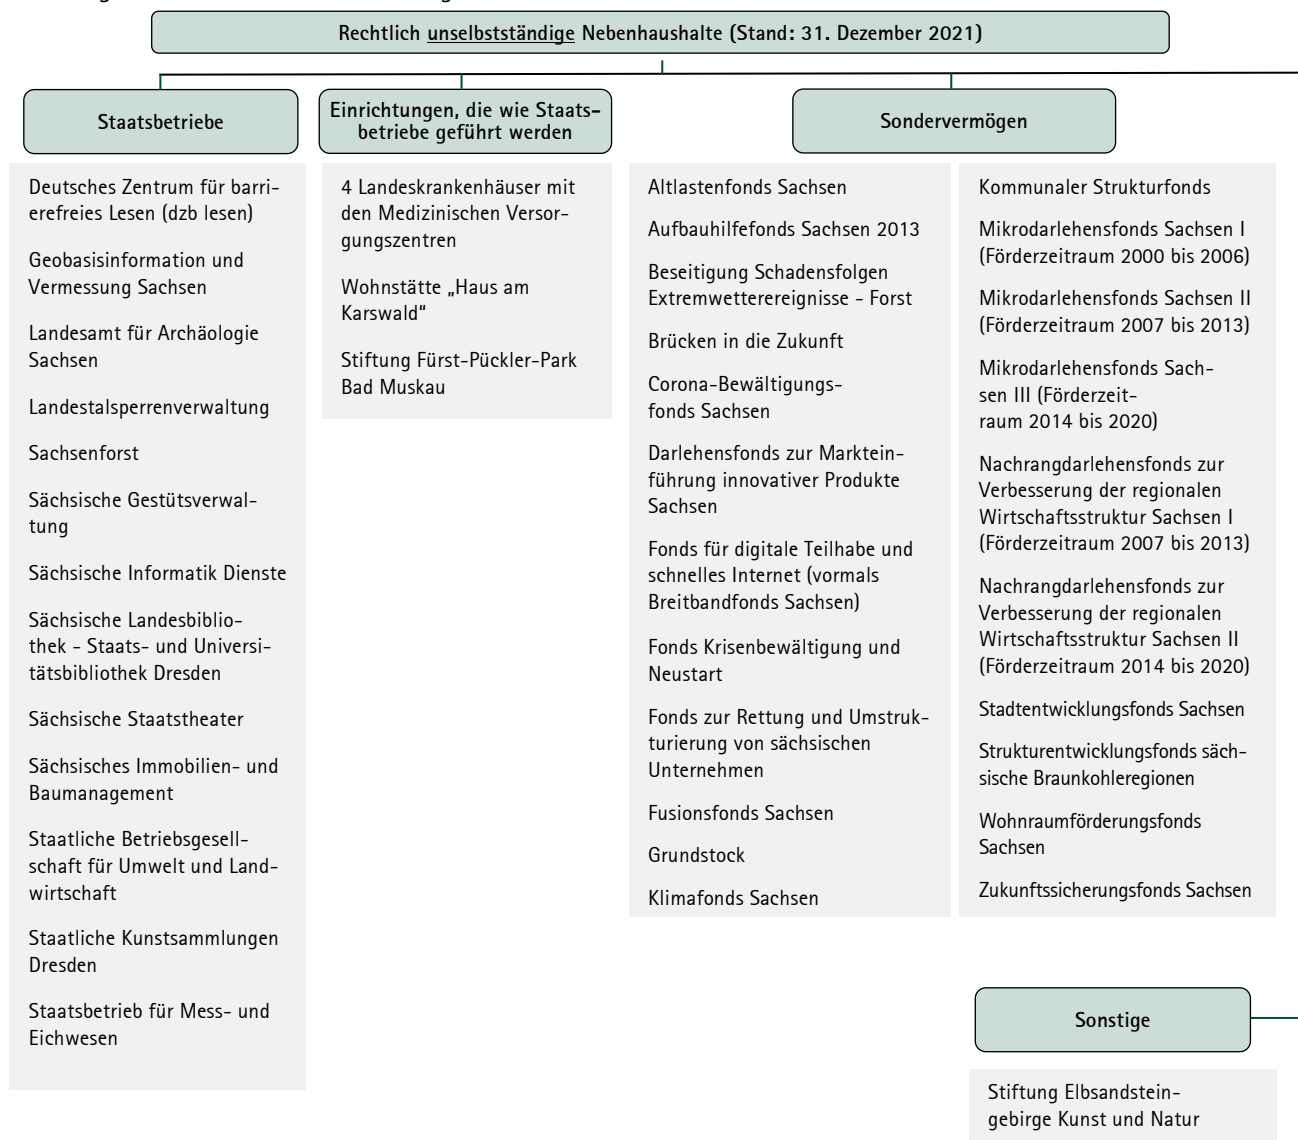 Rechtlich unselbstständige Nebenhaushalte (Stand: 31. Dezember 2021)
Staatsbetriebe
Deutsches Zentrum für barri-
erefreies Lesen (dzb lesen)
Geobasisinformation und
Vermessung Sachsen
Landesamt für Archäologie
Sachsen
Landestalsperrenverwaltung
Sachsenforst
Sächsische Gestütsverwal-
tung
Sächsische Informatik Dienste
Sächsische Landesbiblio-
thek - Staats- und Universi-
tätsbibliothek Dresden
Sächsische Staatstheater
Sächsisches Immobilien- und
Baumanagement
Staatliche Betriebsgesell-
schaft für Umwelt und Land-
wirtschaft
Staatliche Kunstsammlungen
Dresden
Staatsbetrieb für Mess- und
Eichwesen
Einrichtungen, die wie Staats-
betriebe geführt werden
4 Landeskrankenhäuser mit
den Medizinischen Versor-
gungszentren
Wohnstätte „Haus am
Karswald“
Stiftung Fürst-Pückler-Park
Bad Muskau
Sondervermögen
Altlastenfonds Sachsen
Aufbauhilfefonds Sachsen 2013
Beseitigung Schadensfolgen
Extremwetterereignisse - Forst
Brücken in die Zukunft
Corona-Bewältigungs-
fonds Sachsen
Darlehensfonds zur Marktein-
führung innovativer Produkte
Sachsen
Fonds für digitale Teilhabe und
schnelles Internet (vormals
Breitbandfonds Sachsen)
Fonds Krisenbewältigung und
Neustart
Fonds zur Rettung und Umstruk-
turierung von sächsischen
Unternehmen
Fusionsfonds Sachsen
Grundstock
Klimafonds Sachsen
Kommunaler Strukturfonds
Mikrodarlehensfonds Sachsen I
(Förderzeitraum 2000 bis 2006)
Mikrodarlehensfonds Sachsen II
(Förderzeitraum 2007 bis 2013)
Mikrodarlehensfonds Sach-
sen III (Förderzeit-
raum 2014 bis 2020)
Nachrangdarlehensfonds zur
Verbesserung der regionalen
Wirtschaftsstruktur Sachsen I
(Förderzeitraum 2007 bis 2013)
Nachrangdarlehensfonds zur
Verbesserung der regionalen
Wirtschaftsstruktur Sachsen II
(Förderzeitraum 2014 bis 2020)
Stadtentwicklungsfonds Sachsen
Strukturentwicklungsfonds säch-
sische Braunkohleregionen
Wohnraumförderungsfonds
Sachsen
Zukunftssicherungsfonds Sachsen
Sonstige
Stiftung Elbsandstein-
gebirge Kunst und Natur